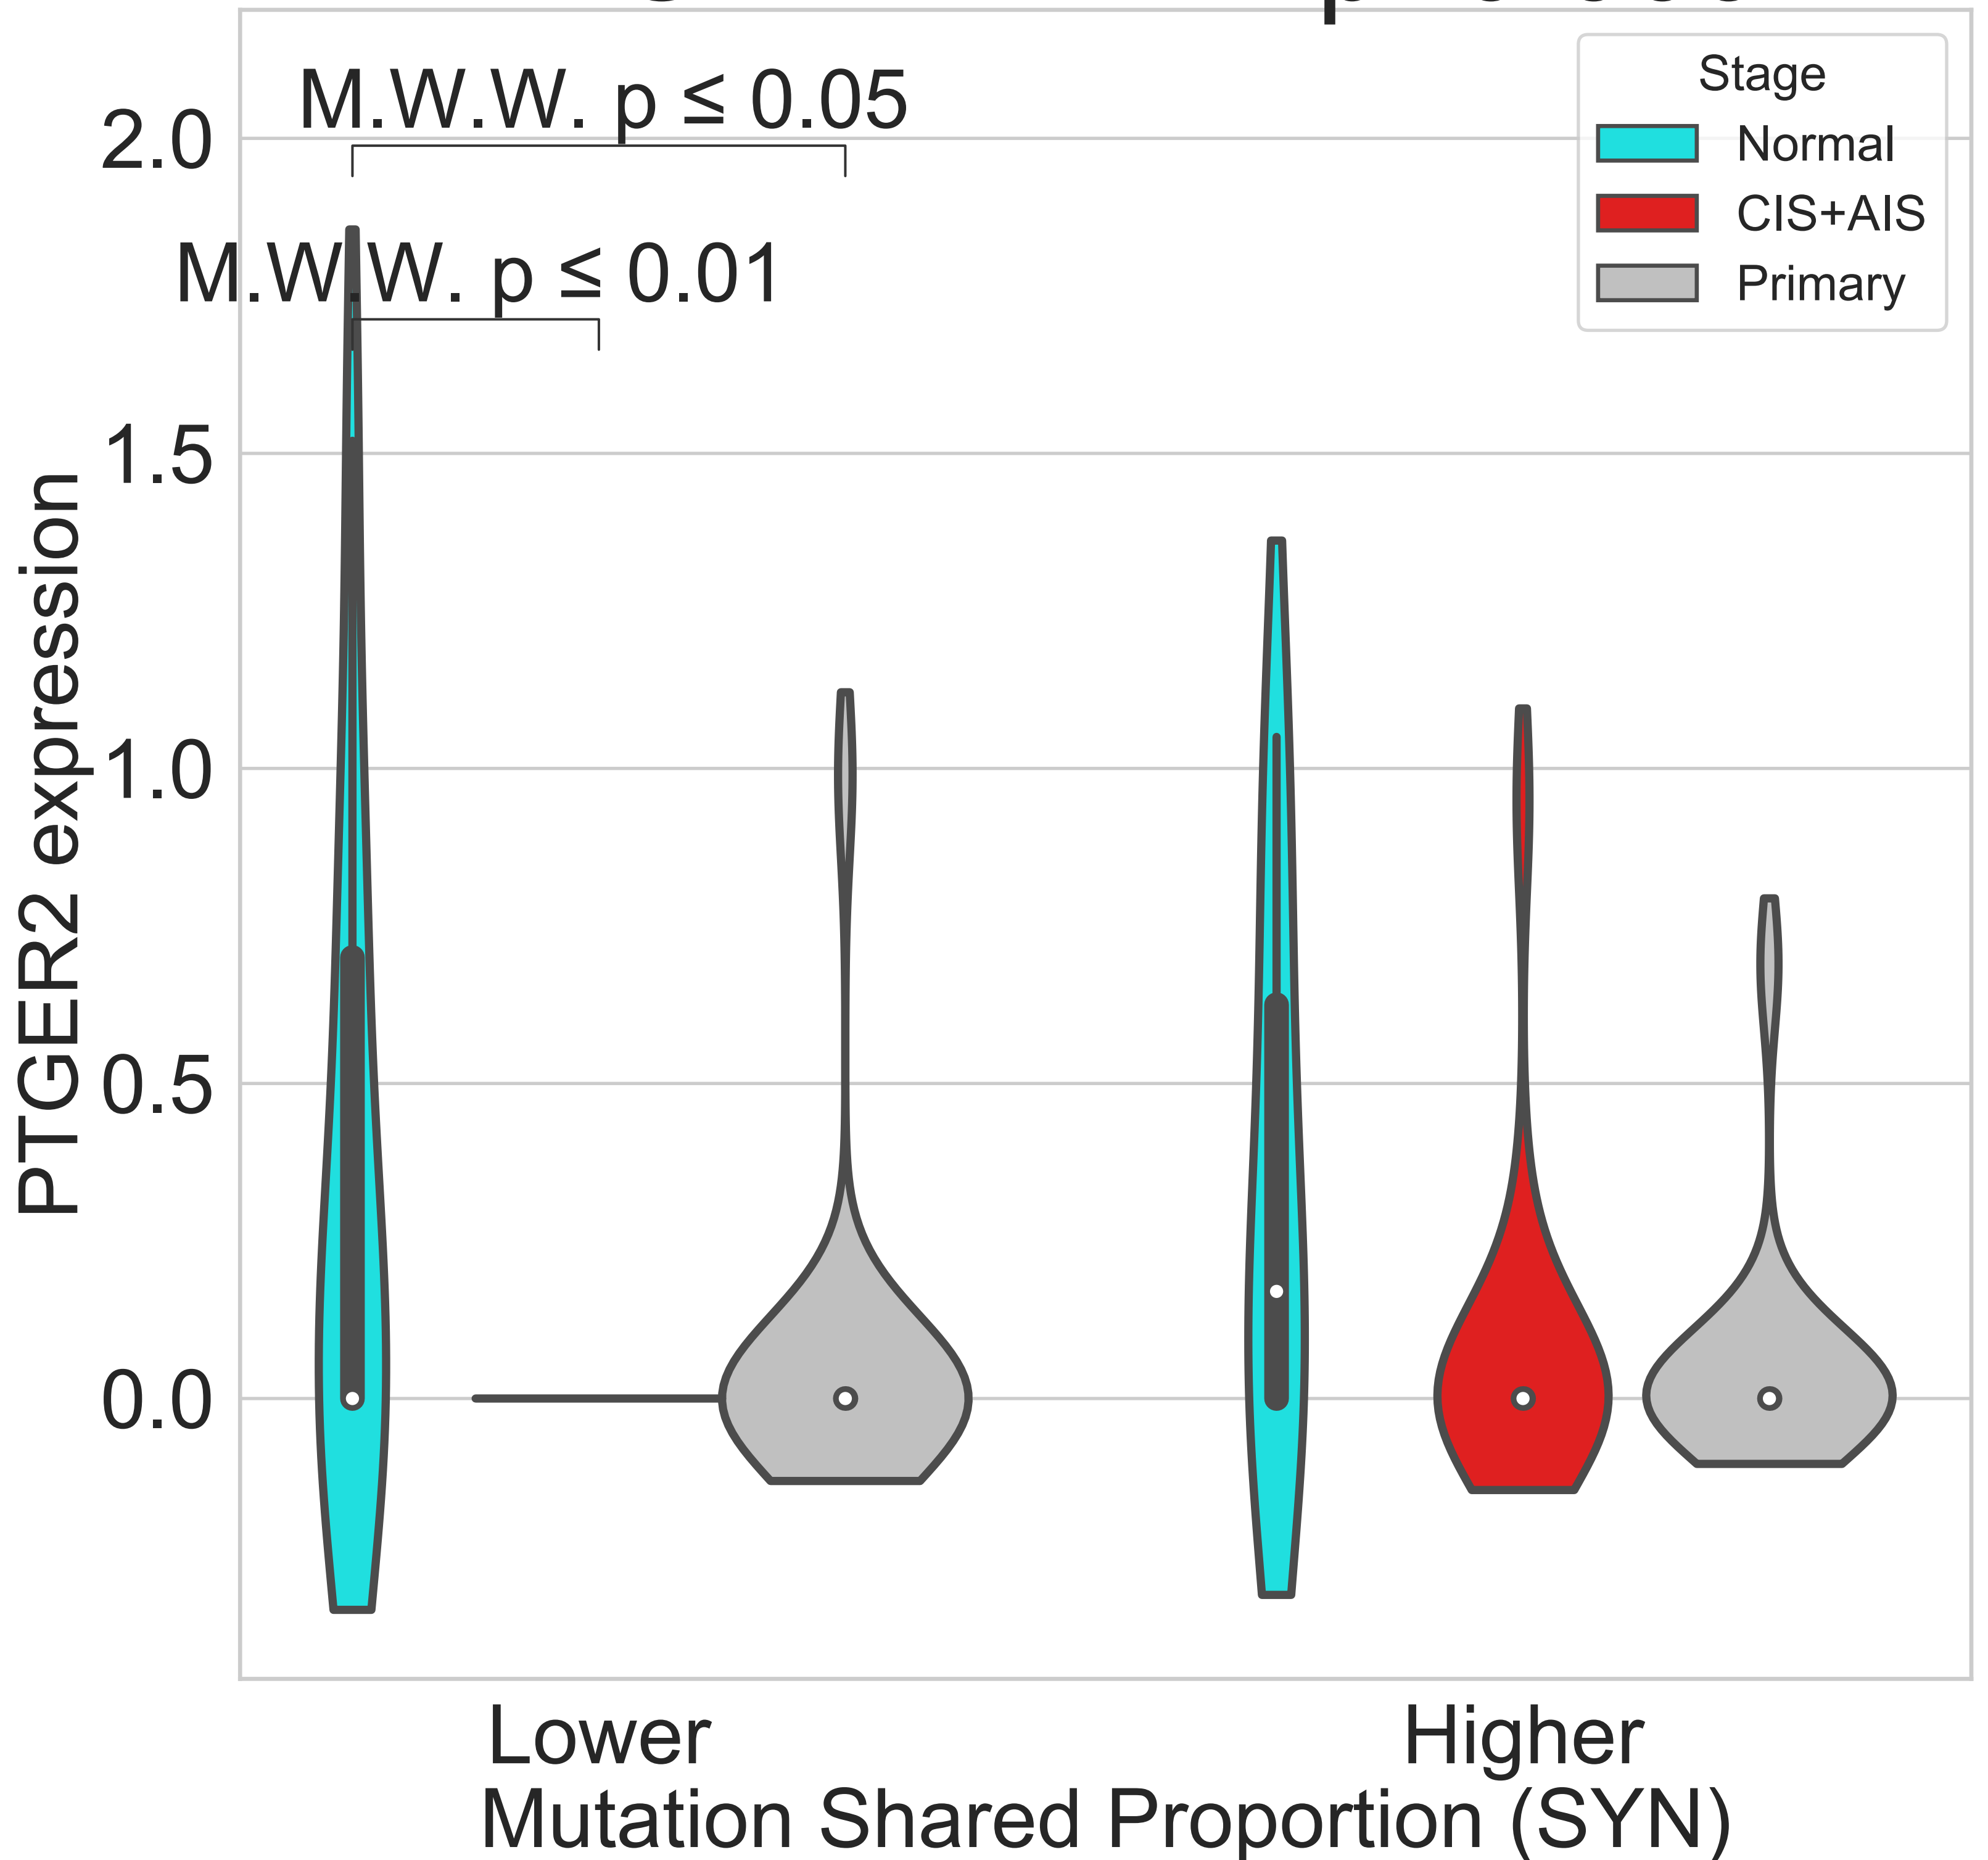 M.W.W. p ≤ 0.05
M.W.W. p ≤ 0.01
Stage
Normal
CIS+AIS
Primary
PTGER2 expression
2.0
1.5
1.0
0.5
0.0
Lower
Higher
Mutation Shared Proportion (SYN)